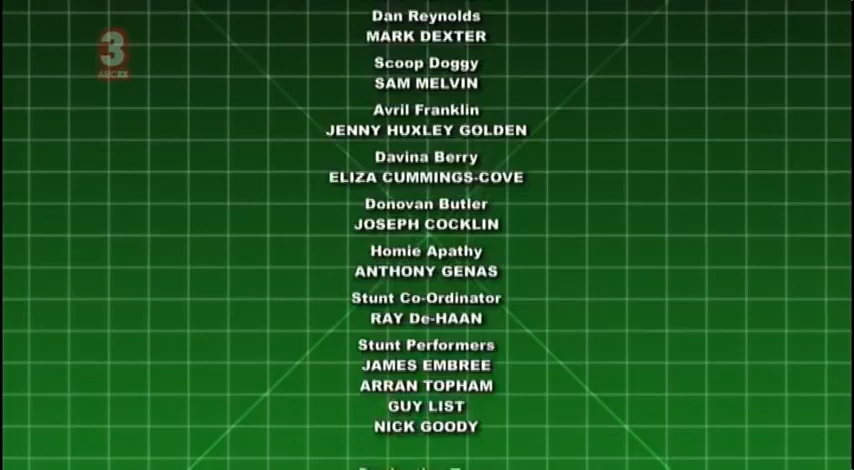 3
Dan Reynolds
MARK DEXTER
Scoop Doggy
SAM MELVIN
Avril Franklin
JENNY HUXLEY GOLDEN
Davina Berry
ELIZA CUMMINGS-COVE
Donovan Butler
JOSEPH COCKLIN
Homie Apathy
ANTHONY GENAS
Stunt Co-Ordinator
RAY De-HAAN
Stunt Performers
JAMES EMBREE
ARRAN TOPHAM
GUY LIST
NICK GOODY